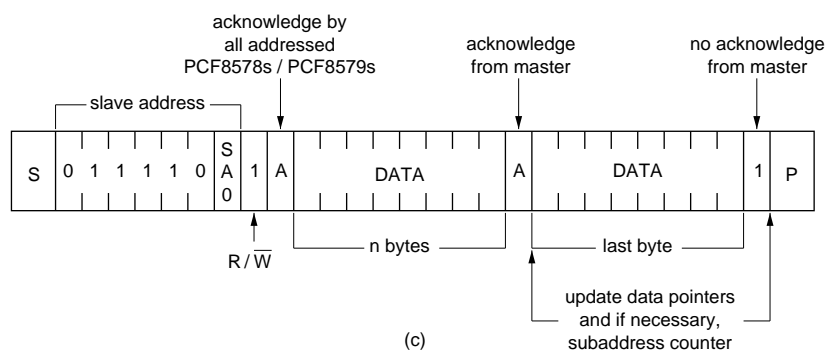 acknowledge by
all addressed
PCF8578s / PCF8579s
acknowledge
from master
no acknowledge
from master
slave address
S 0 1 1 1 1 0 S A 0 1 A DATA A DATA 1 P
n bytes
last byte
R / W̅
update data pointers
and if necessary,
subaddress counter
(c)